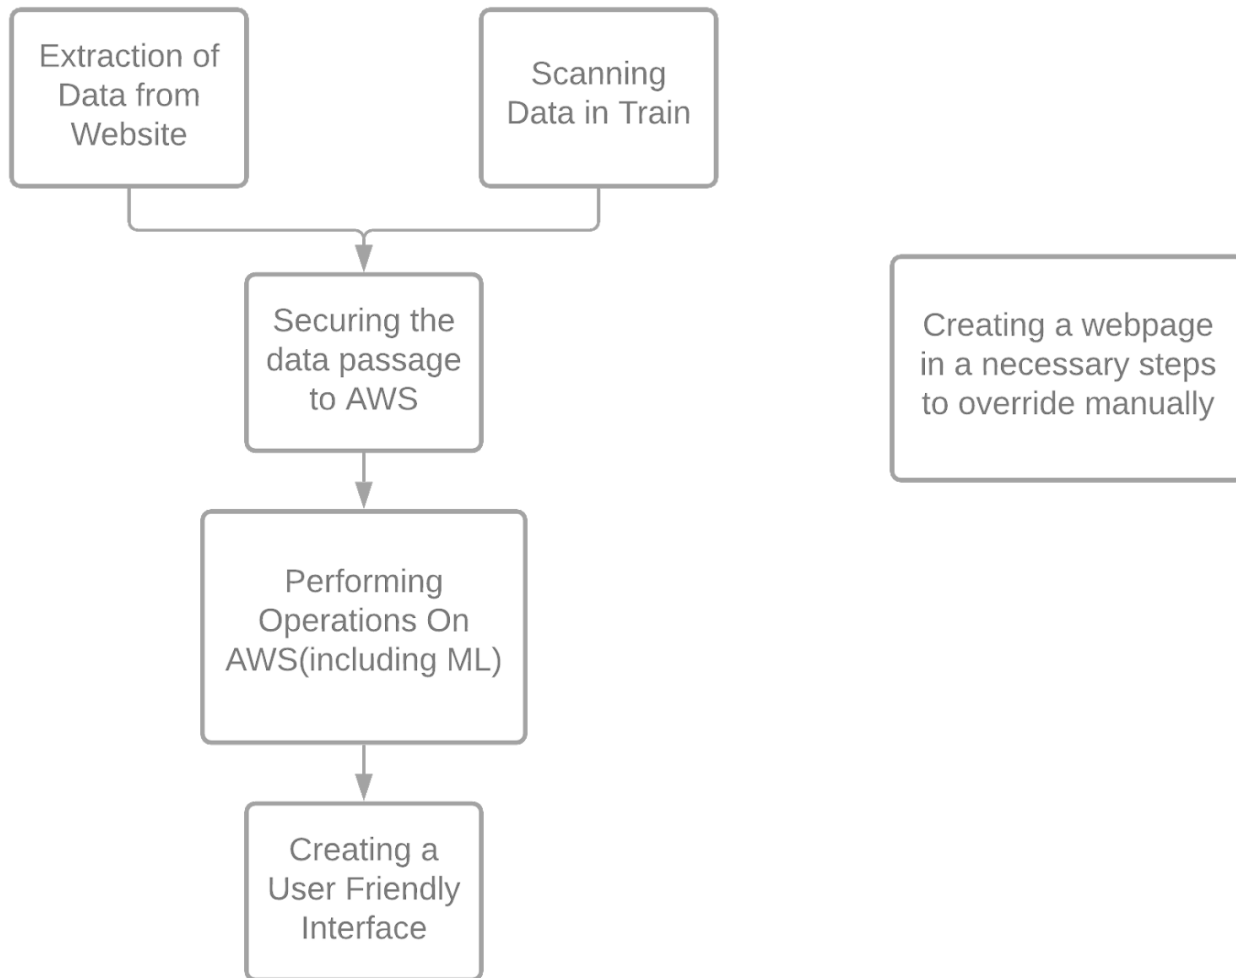 Extraction of
Data from
Website
Scanning
Data in Train
Securing the
data passage
to AWS
Creating a webpage
in a necessary steps
to override manually
Performing
Operations On
AWS(including ML)
Creating a
User Friendly
Interface